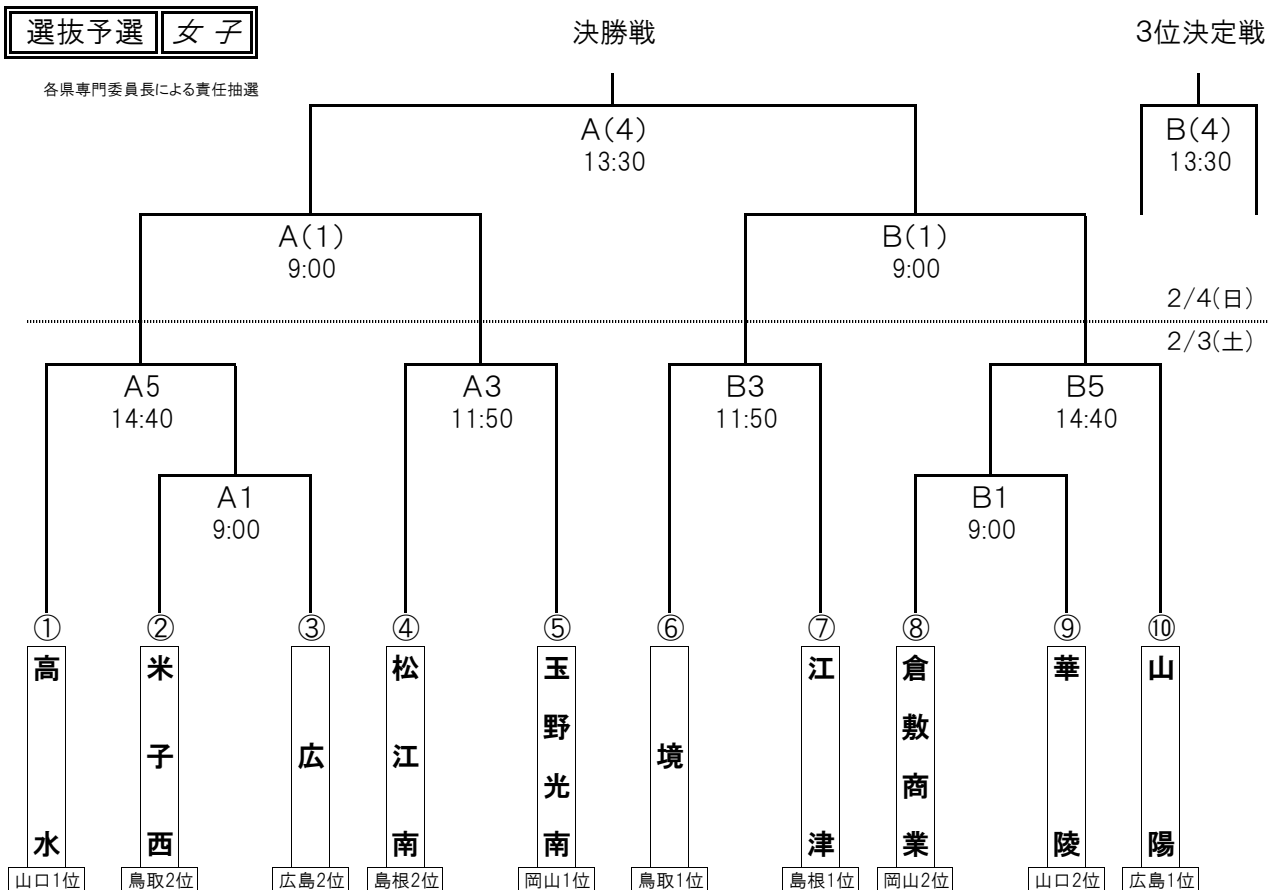 選抜予選 女子
決勝戦
3位決定戦
各県専門委員長による責任抽選
A(4)
13:30
B(4)
13:30
A(1)
9:00
B(1)
9:00
2/4(日)
2/3(土)
A5
14:40
A3
11:50
B3
11:50
B5
14:40
A1
9:00
B1
9:00
① ② ③ ④ ⑤ ⑥ ⑦ ⑧ ⑨ ⑩
高水
米子西
広
松江南
玉野光南
境
江津
倉敷商業
華陵
山陽
山口1位 鳥取2位 広島2位 島根2位 岡山1位 鳥取1位 島根1位 岡山2位 山口2位 広島1位